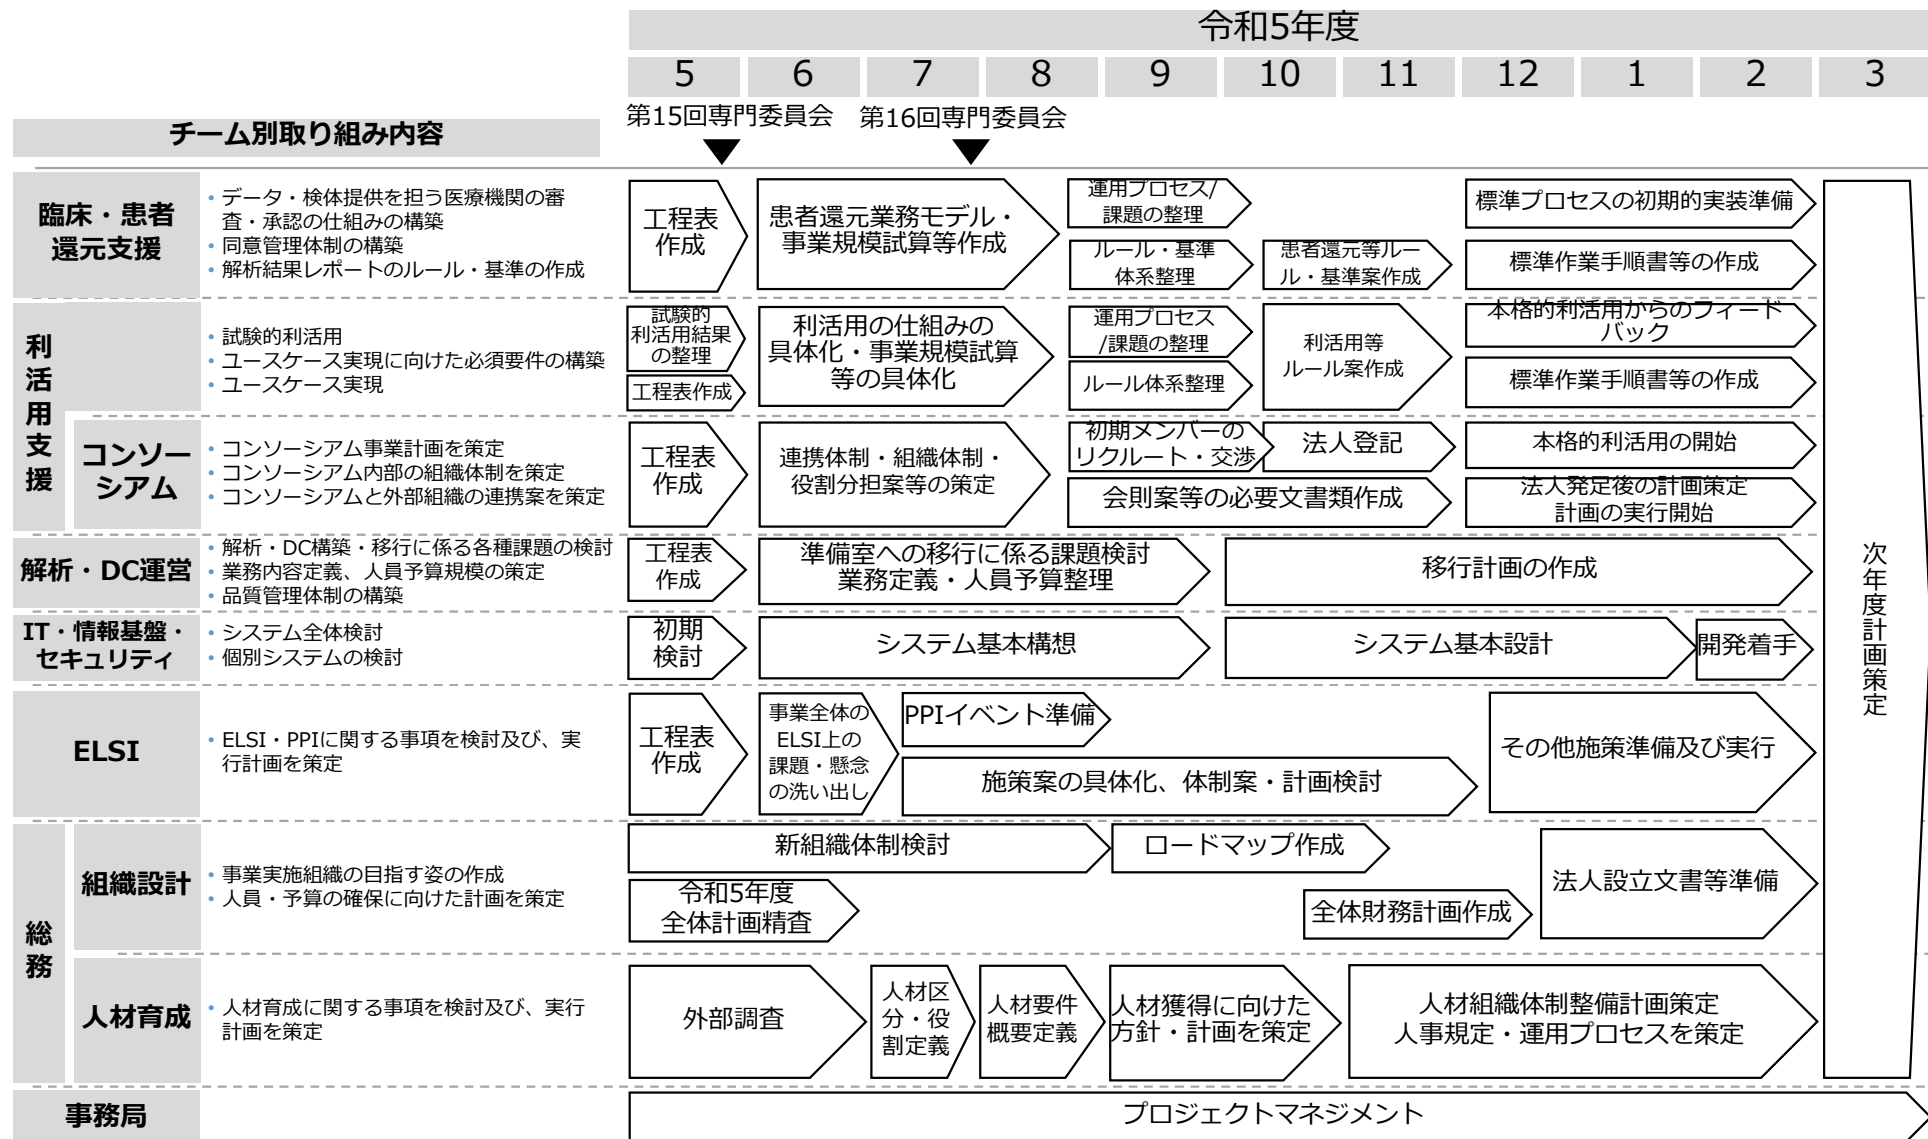 令和5年度
5 6 7 8 9 10 11 12 1 2 3
第15回専門委員会 第16回専門委員会
チーム別取り組み内容
臨床・患者
還元支援
• データ・検体提供を担う医療機関の審
査・承認の仕組みの構築
• 同意管理体制の構築
• 解析結果レポートのルール・基準の作成
工程表
作成
患者還元業務モデル・
事業規模試算等作成
運用プロセス/
課題の整理
ルール・基準
体系整理
患者還元等ルー
ル・基準案作成
標準プロセスの初期的実装準備
標準作業手順書等の作成
利活用支援
• 試験的利活用
• ユースケース実現に向けた必須要件の構築
• ユースケース実現
試験的
利活用結果
の整理
工程表作成
利活用の仕組みの
具体化・事業規模試算
等の具体化
運用プロセス
/課題の整理
ルール体系整理
利活用等
ルール案作成
本格的利活用からのフィード
バック
標準作業手順書等の作成
コンソー
シアム
• コンソーシアム事業計画を策定
• コンソーシアム内部の組織体制を策定
• コンソーシアムと外部組織の連携案を策定
工程表
作成
連携体制・組織体制・
役割分担案等の策定
初期メンバーの
リクルート・交渉
法人登記
会則案等の必要文書類作成
本格的利活用の開始
法人発足後の計画策定
計画の実行開始
解析・DC運営
• 解析・DC構築・移行に係る各種課題の検討
• 業務内容定義、人員予算規模の策定
• 品質管理体制の構築
工程表
作成
準備室への移行に係る課題検討
業務定義・人員予算整理
移行計画の作成
IT・情報基盤・
セキュリティ
• システム全体検討
• 個別システムの検討
初期
検討
システム基本構想
システム基本設計
開発着手
ELSI
• ELSI・PPIに関する事項を検討及び、実
行計画を策定
工程表
作成
事業全体の
ELSI上の
課題・懸念
の洗い出し
PPIイベント準備
施策案の具体化、体制案・計画検討
その他施策準備及び実行
総務
組織設計
• 事業実施組織の目指す姿の作成
• 人員・予算の確保に向けた計画を策定
新組織体制検討
令和5年度
全体計画精査
ロードマップ作成
全体財務計画作成
法人設立文書等準備
人材育成
• 人材育成に関する事項を検討及び、実行
計画を策定
外部調査
人材区
分・役
割定義
人材要件
概要定義
人材獲得に向けた
方針・計画を策定
人材組織体制整備計画策定
人事規定・運用プロセスを策定
次年度計画策定
事務局
プロジェクトマネジメント